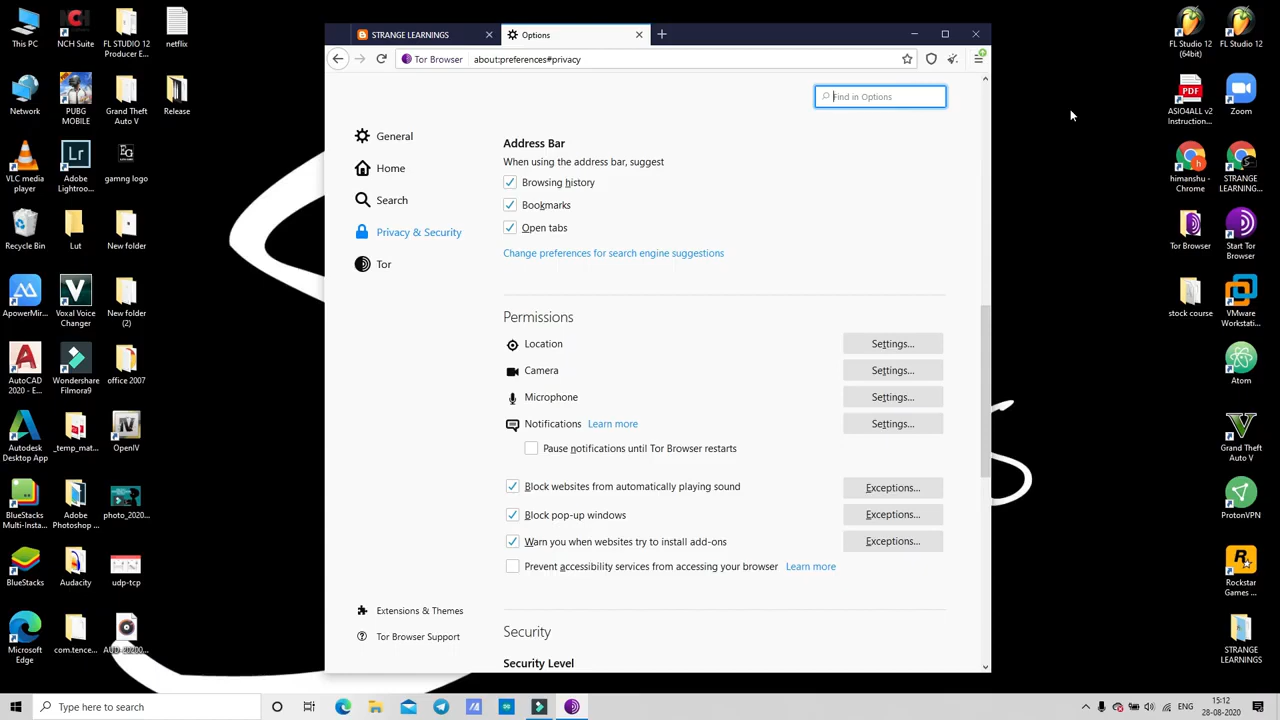 This PC
NCH Suite
FL STUDIO 12
Producer E...
netflix
Network
PUBG
MOBILE
Grand Theft
Auto V
Release
VLC media
player
Adobe
Lightroo...
EG
gamng logo
Recycle Bin
Lut
New folder
ApowerMir...
Voxal Voice
Changer
New folder
(2)
AutoCAD
2020 - E...
Wondershare
Filmora9
office 2007
Autodesk
Desktop App
_temp_mat...
OpenIV
BlueStacks
Multi-Insta...
Adobe
Photoshop ...
photo_2020...
BlueStacks
Audacity
udp-tcp
Microsoft
Edge
com.tence...
AUD-20200...
STRANGE LEARNINGS
Options
Tor Browser
about:preferences#privacy
Find in Options
General
Home
Search
Privacy & Security
Tor
Extensions & Themes
Tor Browser Support
Address Bar
When using the address bar, suggest
Browsing history
Bookmarks
Open tabs
Change preferences for search engine suggestions
Permissions
Location
Settings...
Camera
Settings...
Microphone
Settings...
Notifications Learn more
Settings...
Pause notifications until Tor Browser restarts
Block websites from automatically playing sound
Exceptions...
Block pop-up windows
Exceptions...
Warn you when websites try to install add-ons
Exceptions...
Prevent accessibility services from accessing your browser Learn more
Security
Security Level
FL Studio 12
(64bit)
FL Studio 12
PDF
ASIO4ALL v2
Instruction...
Zoom
himanshu -
Chrome
STRANGE
LEARNING...
Tor Browser
Start Tor
Browser
stock course
VMware
Workstati...
Atom
Grand Theft
Auto V
ProtonVPN
Rockstar
Games ...
STRANGE
LEARNINGS
Type here to search
ENG
15:12
28-08-2020